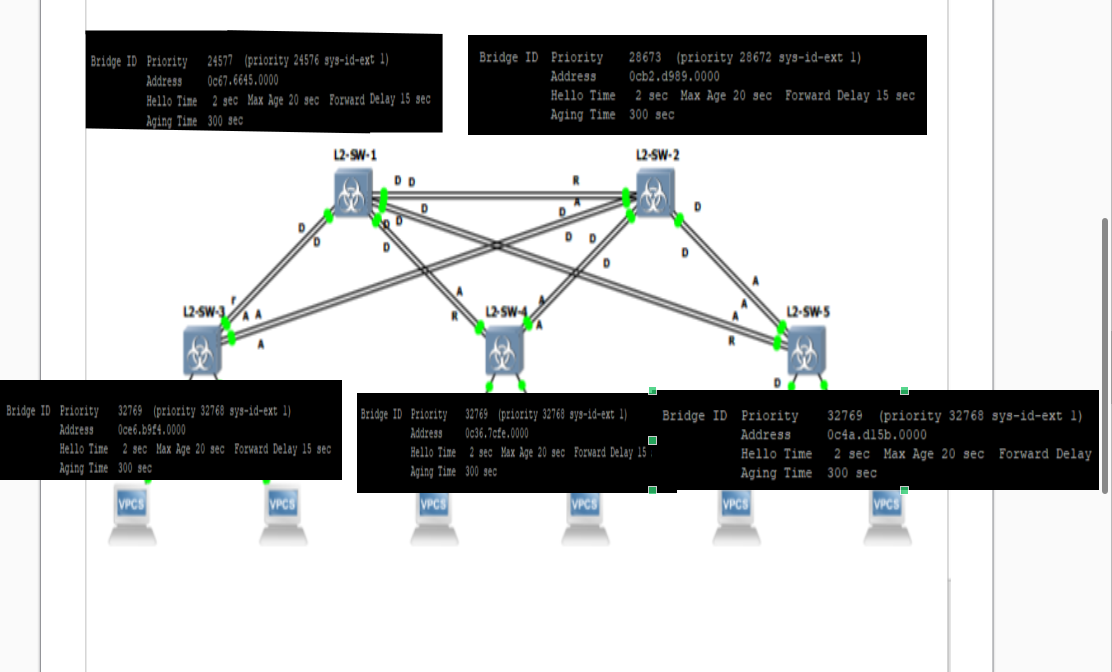 Bridge ID Priority 24577 (priority 24576 sys-id-ext 1)
Address 0c67.6645.0000
Hello Time 2 sec Max Age 20 sec Forward Delay 15 sec
Aging Time 300 sec
Bridge ID Priority 28673 (priority 28672 sys-id-ext 1)
Address 0cb2.d989.0000
Hello Time 2 sec Max Age 20 sec Forward Delay 15 sec
Aging Time 300 sec
L2-SW-1
L2-SW-2
D D
R
D
A
D
D
D
D
D
D
D
D
D
D
D
D
A
A
r
A A
A
A
R
A
A
A
R
L2-SW-3
L2-SW-4
L2-SW-5
D
Bridge ID Priority 32769 (priority 32768 sys-id-ext 1)
Address 0ce6.b9f4.0000
Hello Time 2 sec Max Age 20 sec Forward Delay 15 sec
Aging Time 300 sec
Bridge ID Priority 32769 (priority 32768 sys-id-ext 1)
Address 0c36.7cfe.0000
Hello Time 2 sec Max Age 20 sec Forward Delay 15
Aging Time 300 sec
Bridge ID Priority 32769 (priority 32768 sys-id-ext 1)
Address 0c4a.d15b.0000
Hello Time 2 sec Max Age 20 sec Forward Delay
Aging Time 300 sec
VPCS
VPCS
VPCS
VPCS
VPCS
VPCS